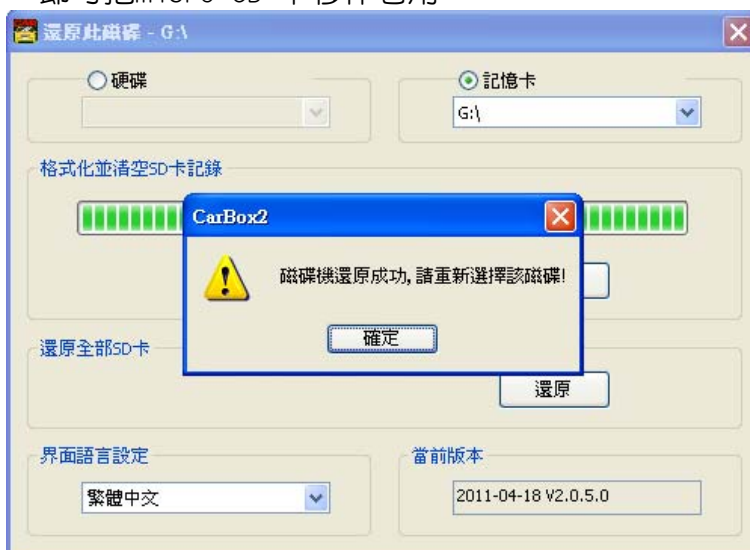 還原此磁碟 - G:\
硬碟
記憶卡
G:\
格式化並清空SD卡記錄
CarBox2
磁碟機還原成功, 請重新選擇該磁碟!
確定
還原全部SD卡
還原
界面語言設定
當前版本
繁體中文
2011-04-18 V2.0.5.0